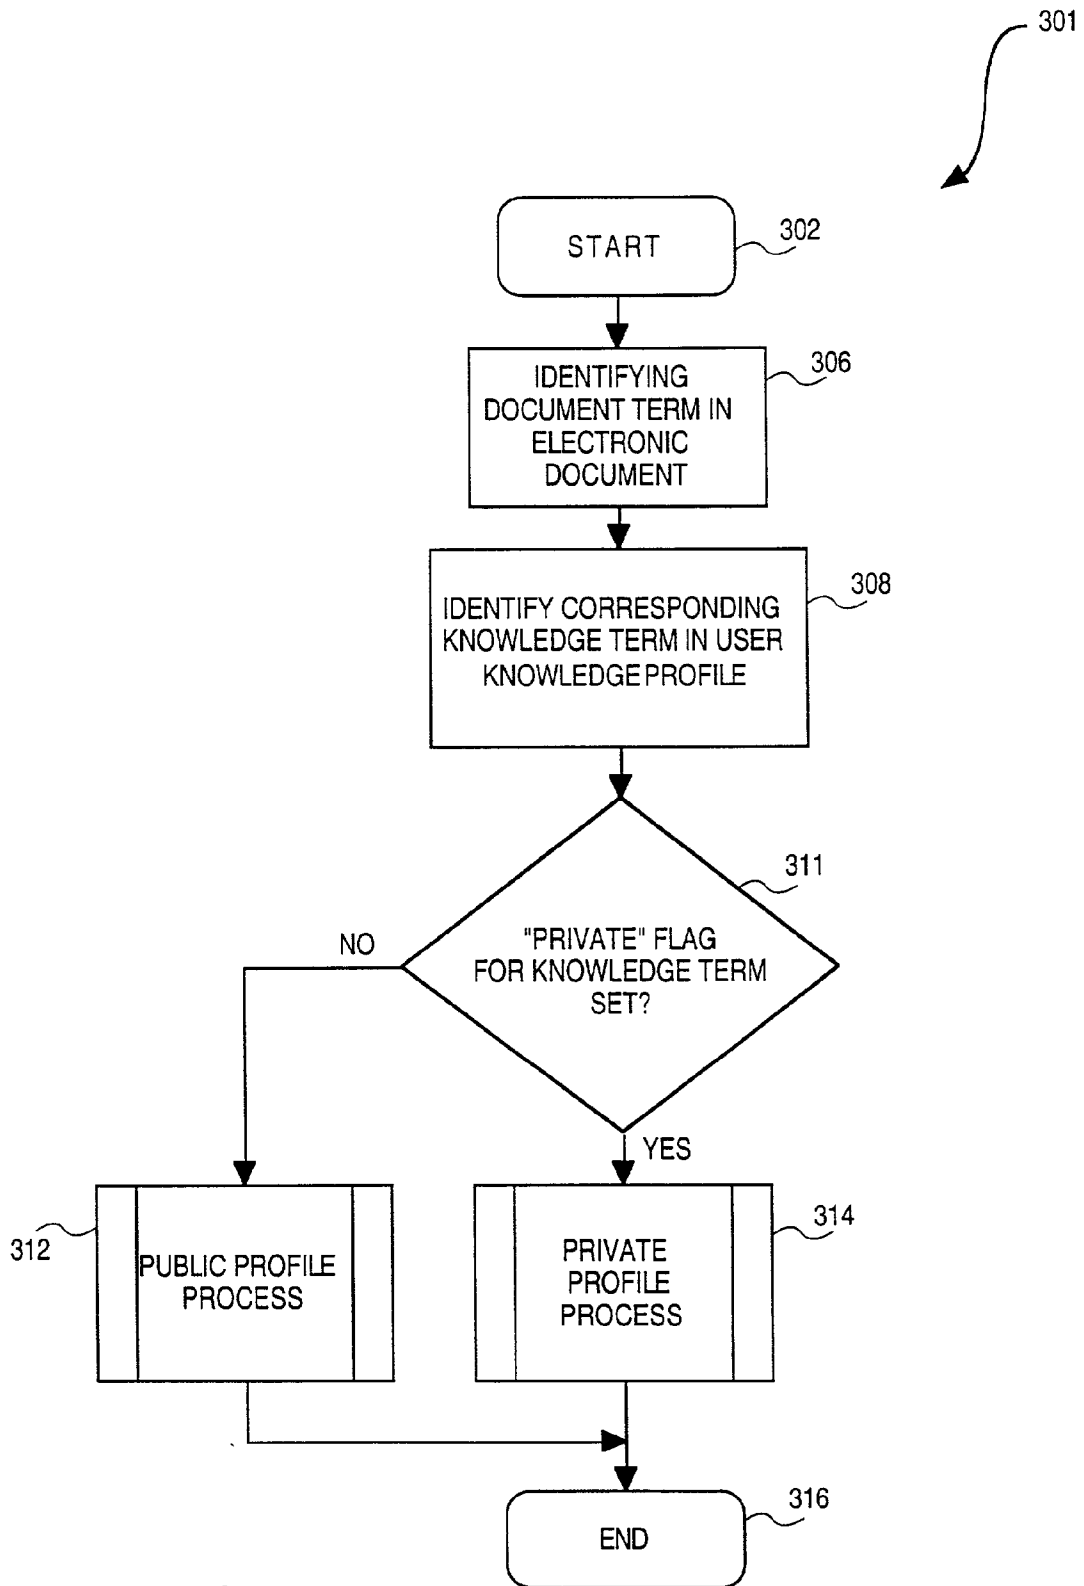 301
START
302
IDENTIFYING
DOCUMENT TERM IN
ELECTRONIC
DOCUMENT
306
IDENTIFY CORRESPONDING
KNOWLEDGE TERM IN USER
KNOWLEDGE PROFILE
308
"PRIVATE" FLAG
FOR KNOWLEDGE TERM
SET?
311
NO
YES
312
PUBLIC PROFILE
PROCESS
PRIVATE
PROFILE
PROCESS
314
END
316